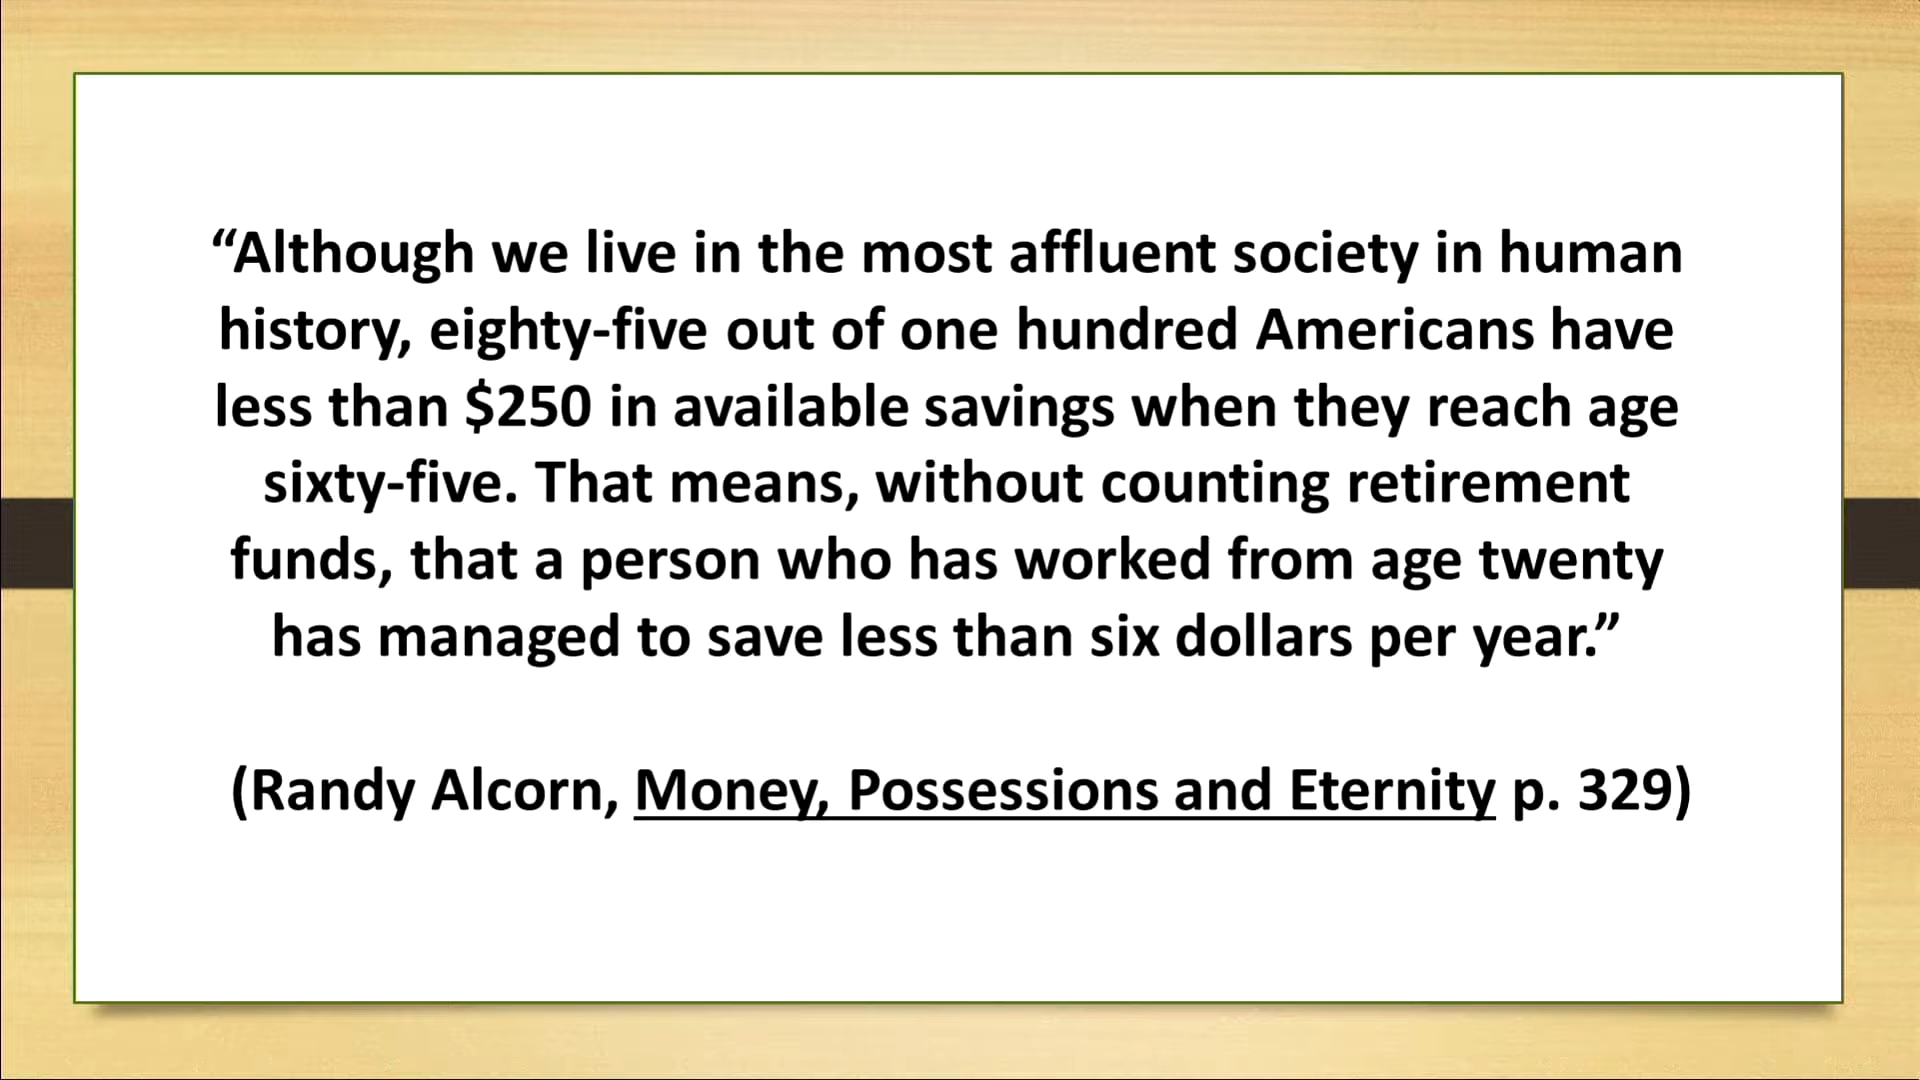 “Although we live in the most affluent society in human
history, eighty-five out of one hundred Americans have
less than $250 in available savings when they reach age
sixty-five. That means, without counting retirement
funds, that a person who has worked from age twenty
has managed to save less than six dollars per year.”
(Randy Alcorn, Money, Possessions and Eternity p. 329)